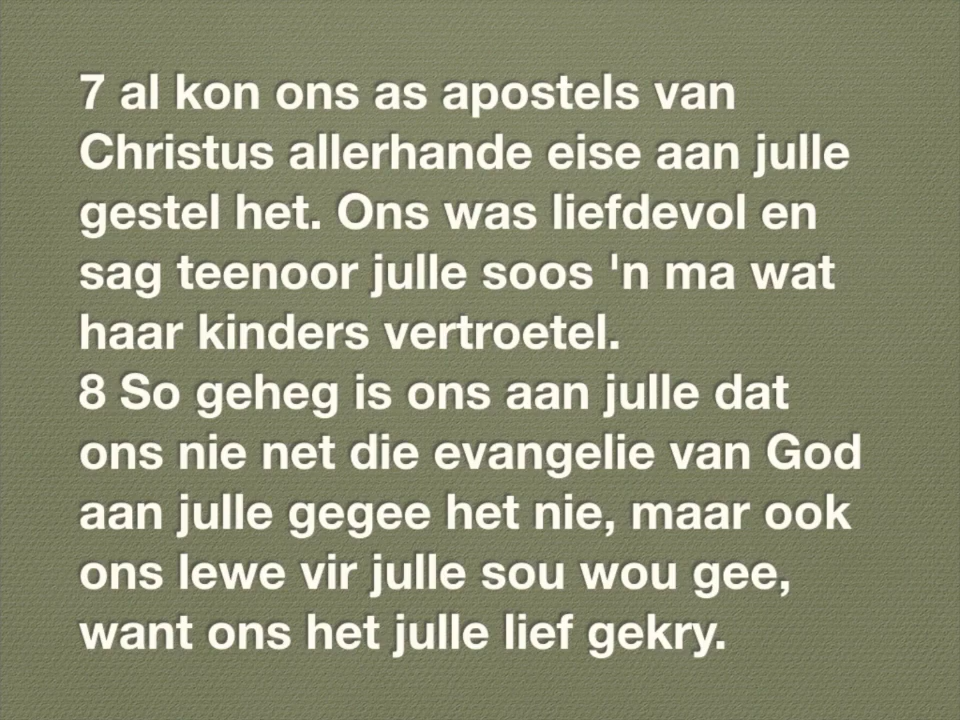 7 al kon ons as apostels van
Christus allerhande eise aan julle
gestel het. Ons was liefdevol en
sag teenoor julle soos 'n ma wat
haar kinders vertroetel.
8 So geheg is ons aan julle dat
ons nie net die evangelie van God
aan julle gegee het nie, maar ook
ons lewe vir julle sou wou gee,
want ons het julle lief gekry.